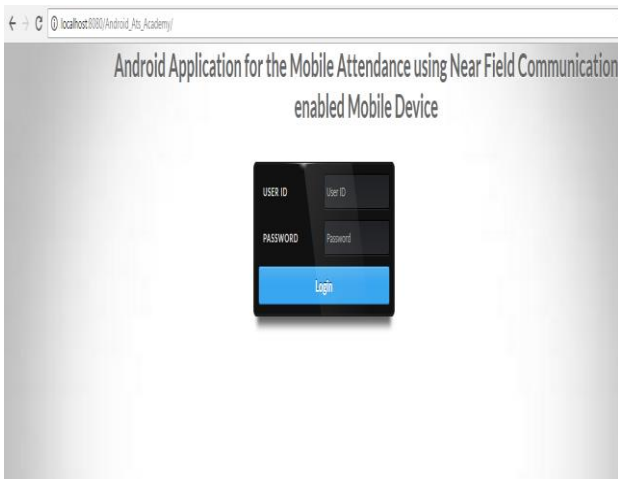 localhost:8080/Android_Ats_Academy/
Android Application for the Mobile Attendance using Near Field Communication
enabled Mobile Device
USER ID User ID
PASSWORD Password
Login